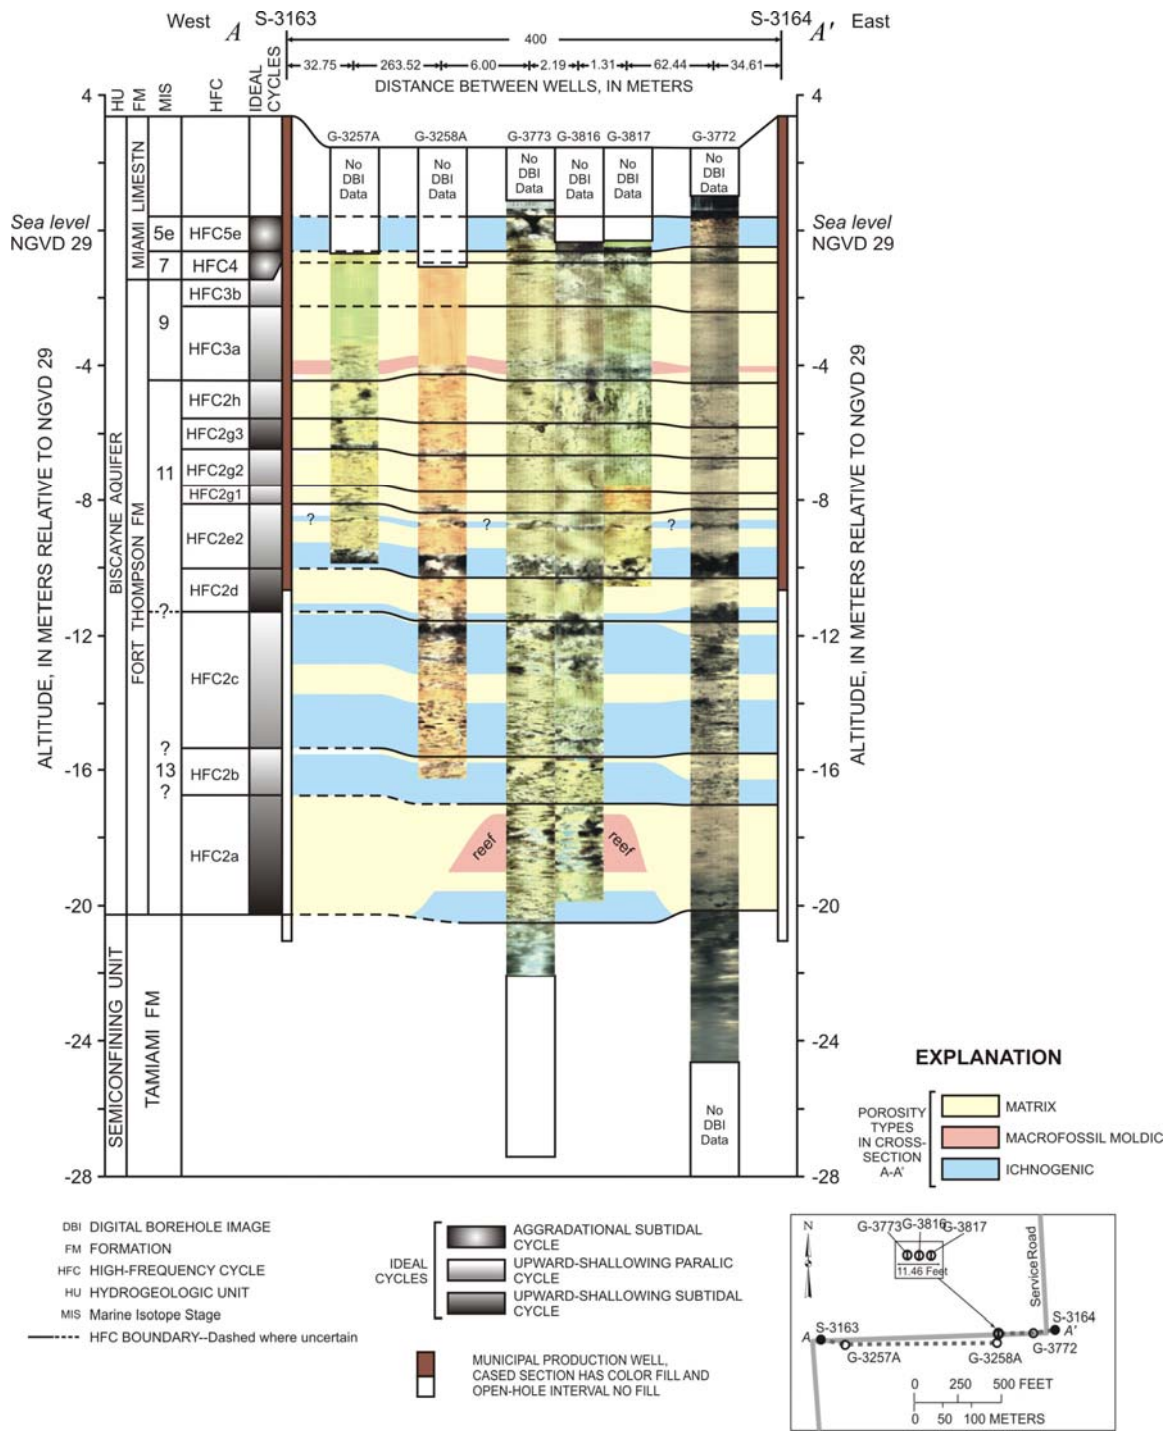 West A S-3163
S-3164 A' East
400
32.75 263.52 6.00 2.19 1.31 62.44 34.61
DISTANCE BETWEEN WELLS, IN METERS
HU
FM
MIS
HFC
IDEAL
CYCLES
4
4
G-3257A G-3258A G-3773 G-3816 G-3817 G-3772
No
DBI
Data
No
DBI
Data
No
DBI
Data
No
DBI
Data
No
DBI
Data
No
DBI
Data
Sea level
NGVD 29
Sea level
NGVD 29
MIAMI LIMESTN
5e HFC5e
7 HFC4
HFC3b
9
HFC3a
-4
-4
HFC2h
HFC2g3
11
HFC2g2
HFC2g1
-8
-8
? ? ?
HFC2e2
HFC2d
-?-
-12
-12
HFC2c
?
-16
-16
13
HFC2b
?
HFC2a
reef
reef
-20
-20
-24
-24
-28
-28
ALTITUDE, IN METERS RELATIVE TO NGVD 29
ALTITUDE, IN METERS RELATIVE TO NGVD 29
BISCAYNE AQUIFER
FORT THOMPSON FM
SEMICONFINING UNIT
TAMIAMI FM
No
DBI
Data
EXPLANATION
POROSITY
TYPES
IN CROSS-
SECTION
A-A'
MATRIX
MACROFOSSIL MOLDIC
ICHNOGENIC
DBI DIGITAL BOREHOLE IMAGE
FM FORMATION
HFC HIGH-FREQUENCY CYCLE
HU HYDROGEOLOGIC UNIT
MIS Marine Isotope Stage
HFC BOUNDARY--Dashed where uncertain
IDEAL
CYCLES
AGGRADATIONAL SUBTIDAL
CYCLE
UPWARD-SHALLOWING PARALIC
CYCLE
UPWARD-SHALLOWING SUBTIDAL
CYCLE
MUNICIPAL PRODUCTION WELL,
CASED SECTION HAS COLOR FILL AND
OPEN-HOLE INTERVAL NO FILL
N
G-3773 G-3816 G-3817
11.46 Feet
Service Road
S-3163
S-3164
A
A'
G-3257A
G-3258A
G-3772
0 250 500 FEET
0 50 100 METERS